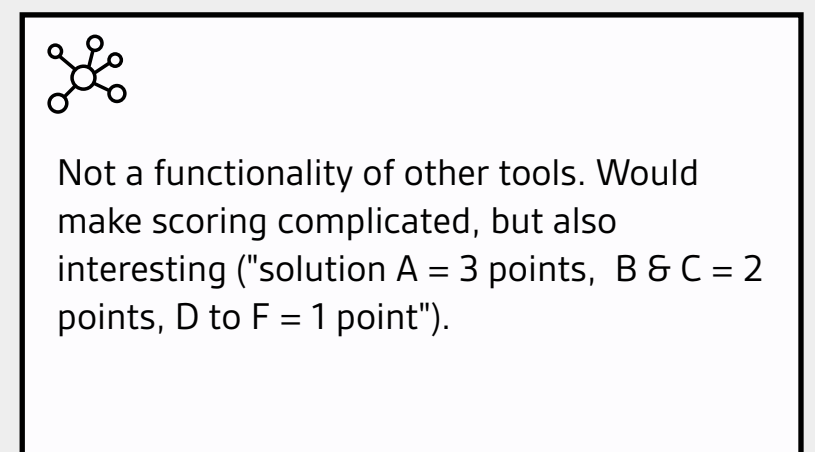 Not a functionality of other tools. Would
make scoring complicated, but also
interesting ("solution A = 3 points,  B & C = 2
points, D to F = 1 point").